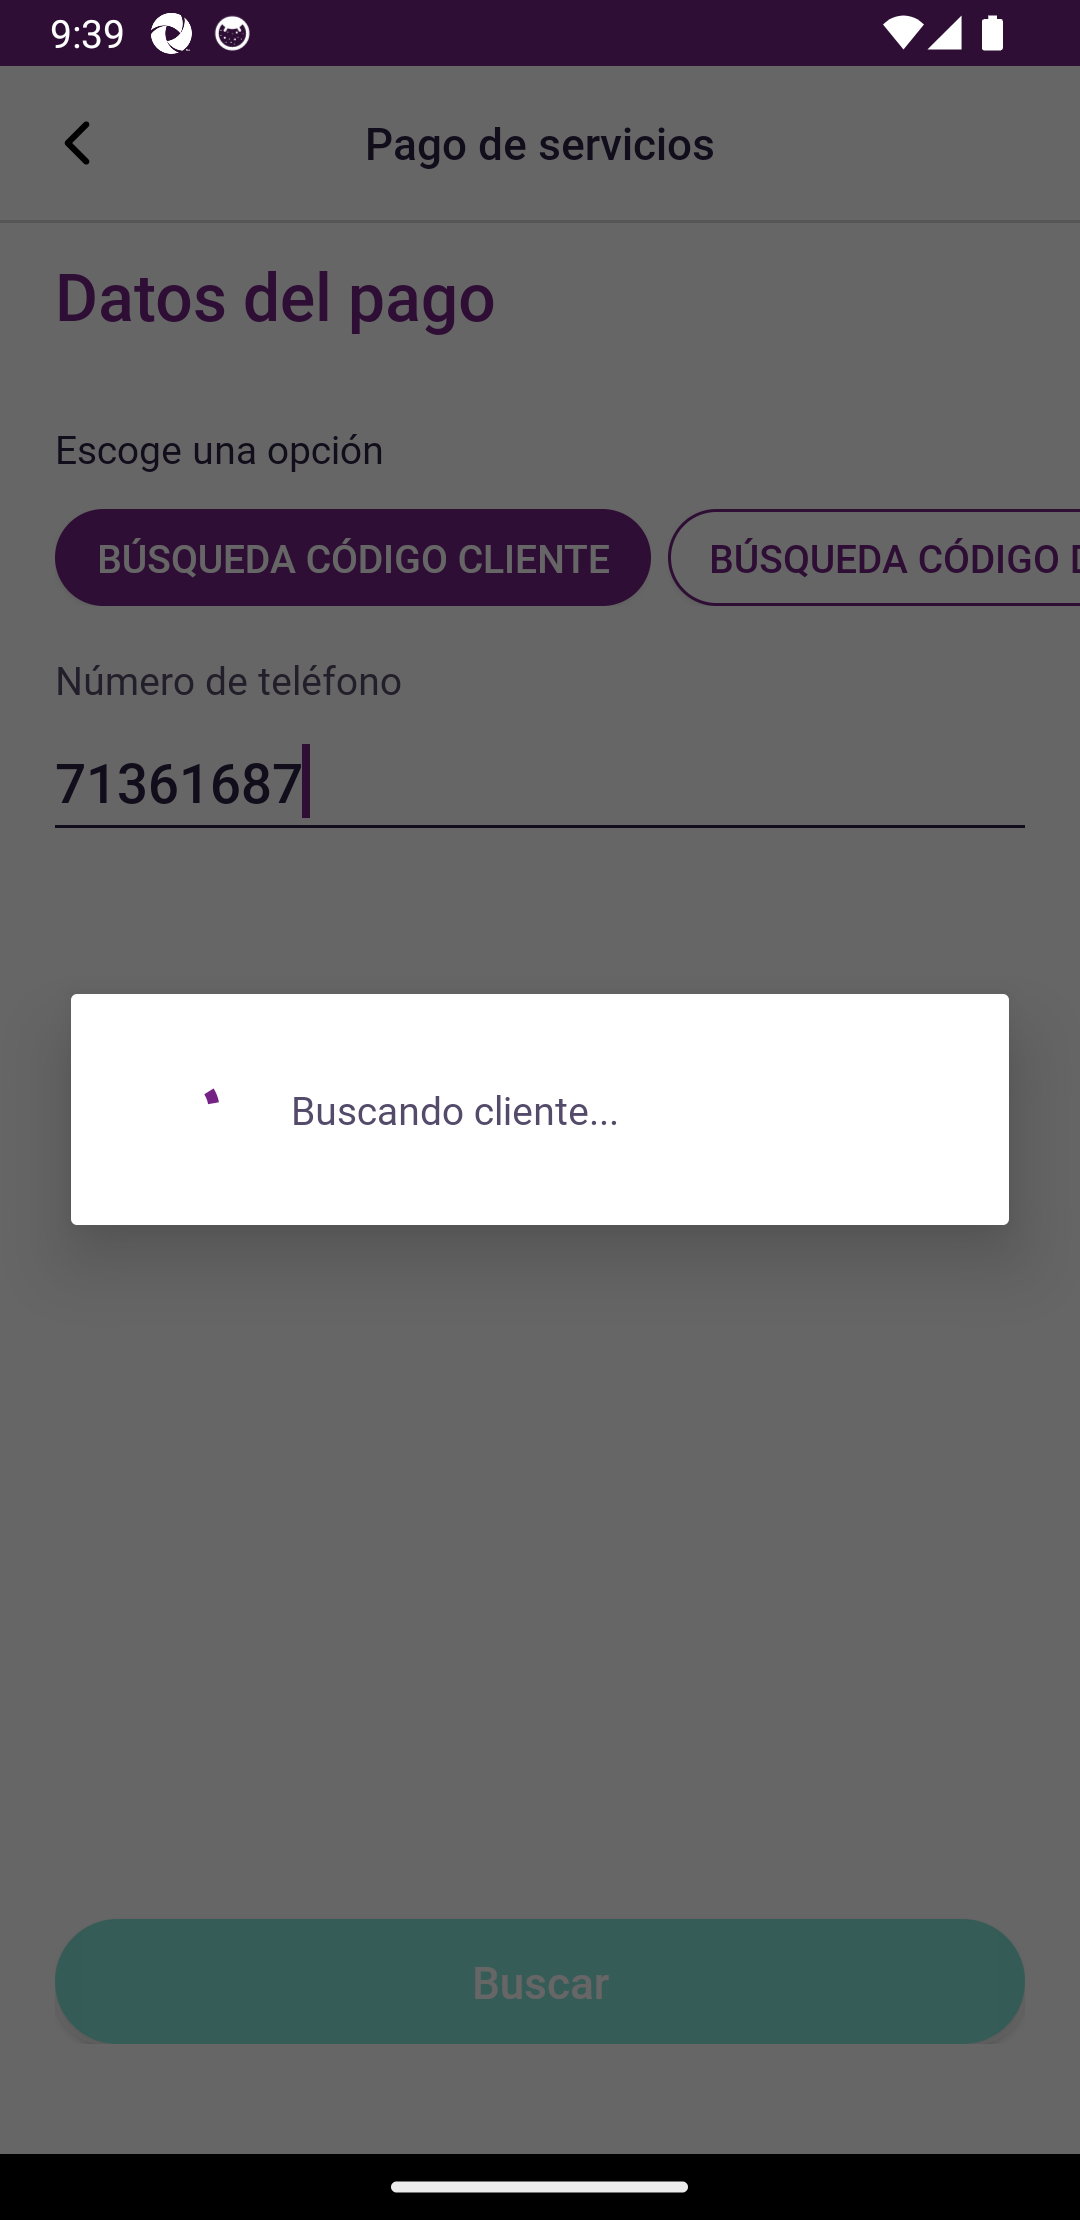 9:39
Pago de servicios
Datos del pago
Escoge una opción
BÚSQUEDA CÓDIGO CLIENTE
BÚSQUEDA CÓDIGO
Número de teléfono
71361687
Buscando cliente...
Buscar